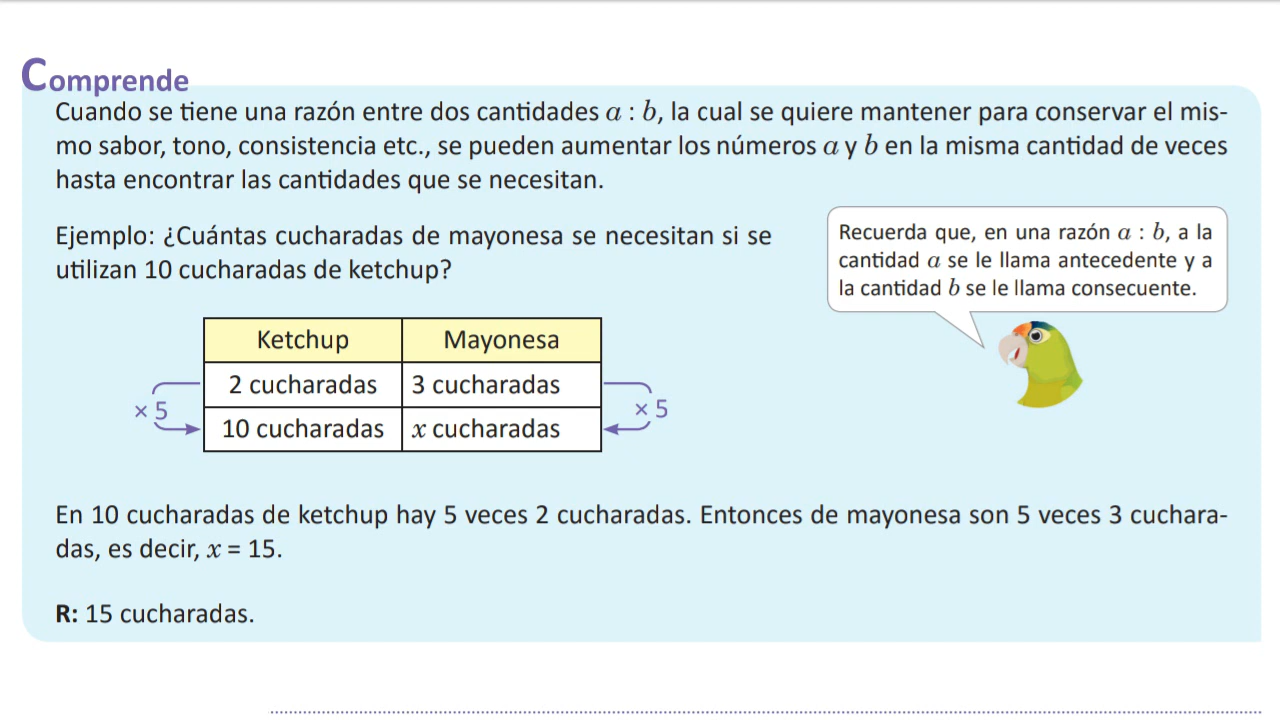 Comprende
Cuando se tiene una razón entre dos cantidades a : b, la cual se quiere mantener para conservar el mis-
mo sabor, tono, consistencia etc., se pueden aumentar los números a y b en la misma cantidad de veces
hasta encontrar las cantidades que se necesitan.
Ejemplo: ¿Cuántas cucharadas de mayonesa se necesitan si se
utilizan 10 cucharadas de ketchup?
Recuerda que, en una razón a : b, a la
cantidad a se le llama antecedente y a
la cantidad b se le llama consecuente.
Ketchup Mayonesa
2 cucharadas 3 cucharadas
× 5 × 5
10 cucharadas x cucharadas
En 10 cucharadas de ketchup hay 5 veces 2 cucharadas. Entonces de mayonesa son 5 veces 3 cuchara-
das, es decir, x = 15.
R: 15 cucharadas.